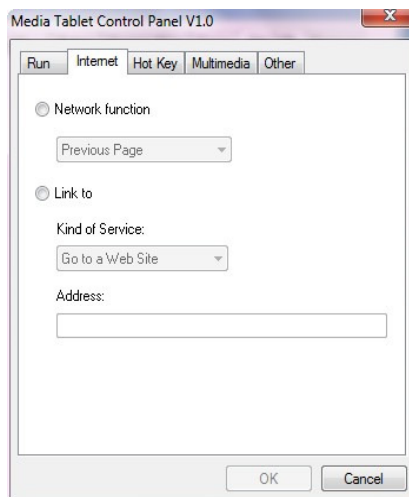 Media Tablet Control Panel V1.0
Run Internet Hot Key Multimedia Other
Network function
Previous Page
Link to
Kind of Service:
Go to a Web Site
Address:
OK Cancel